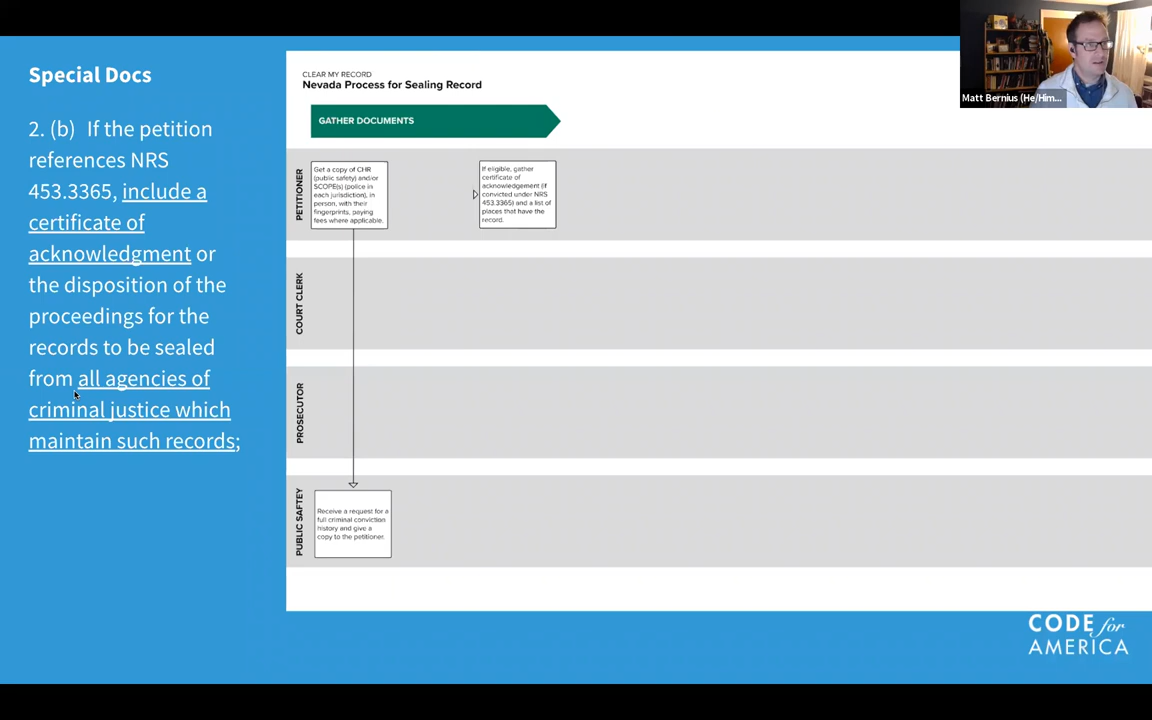 Special Docs
2. (b)  If the petition
references NRS
453.3365, include a
certificate of
acknowledgment or
the disposition of the
proceedings for the
records to be sealed
from all agencies of
criminal justice which
maintain such records;
CLEAR MY RECORD
Nevada Process for Sealing Record
GATHER DOCUMENTS
PETITIONER
Get a copy of CHR
(public safety) and/or
SCOPE(s) (police in
each jurisdiction), in
person, with their
fingerprints, paying
fees where applicable.
If eligible, gather
certificate of
acknowledgement (if
convicted under NRS
453.3365) and a list of
places that have the
record.
COURT CLERK
PROSECUTOR
PUBLIC SAFTEY
Receive a request for a
full criminal conviction
history and give a
copy to the petitioner.
CODE for
AMERICA
Matt Bernius (He/Him...